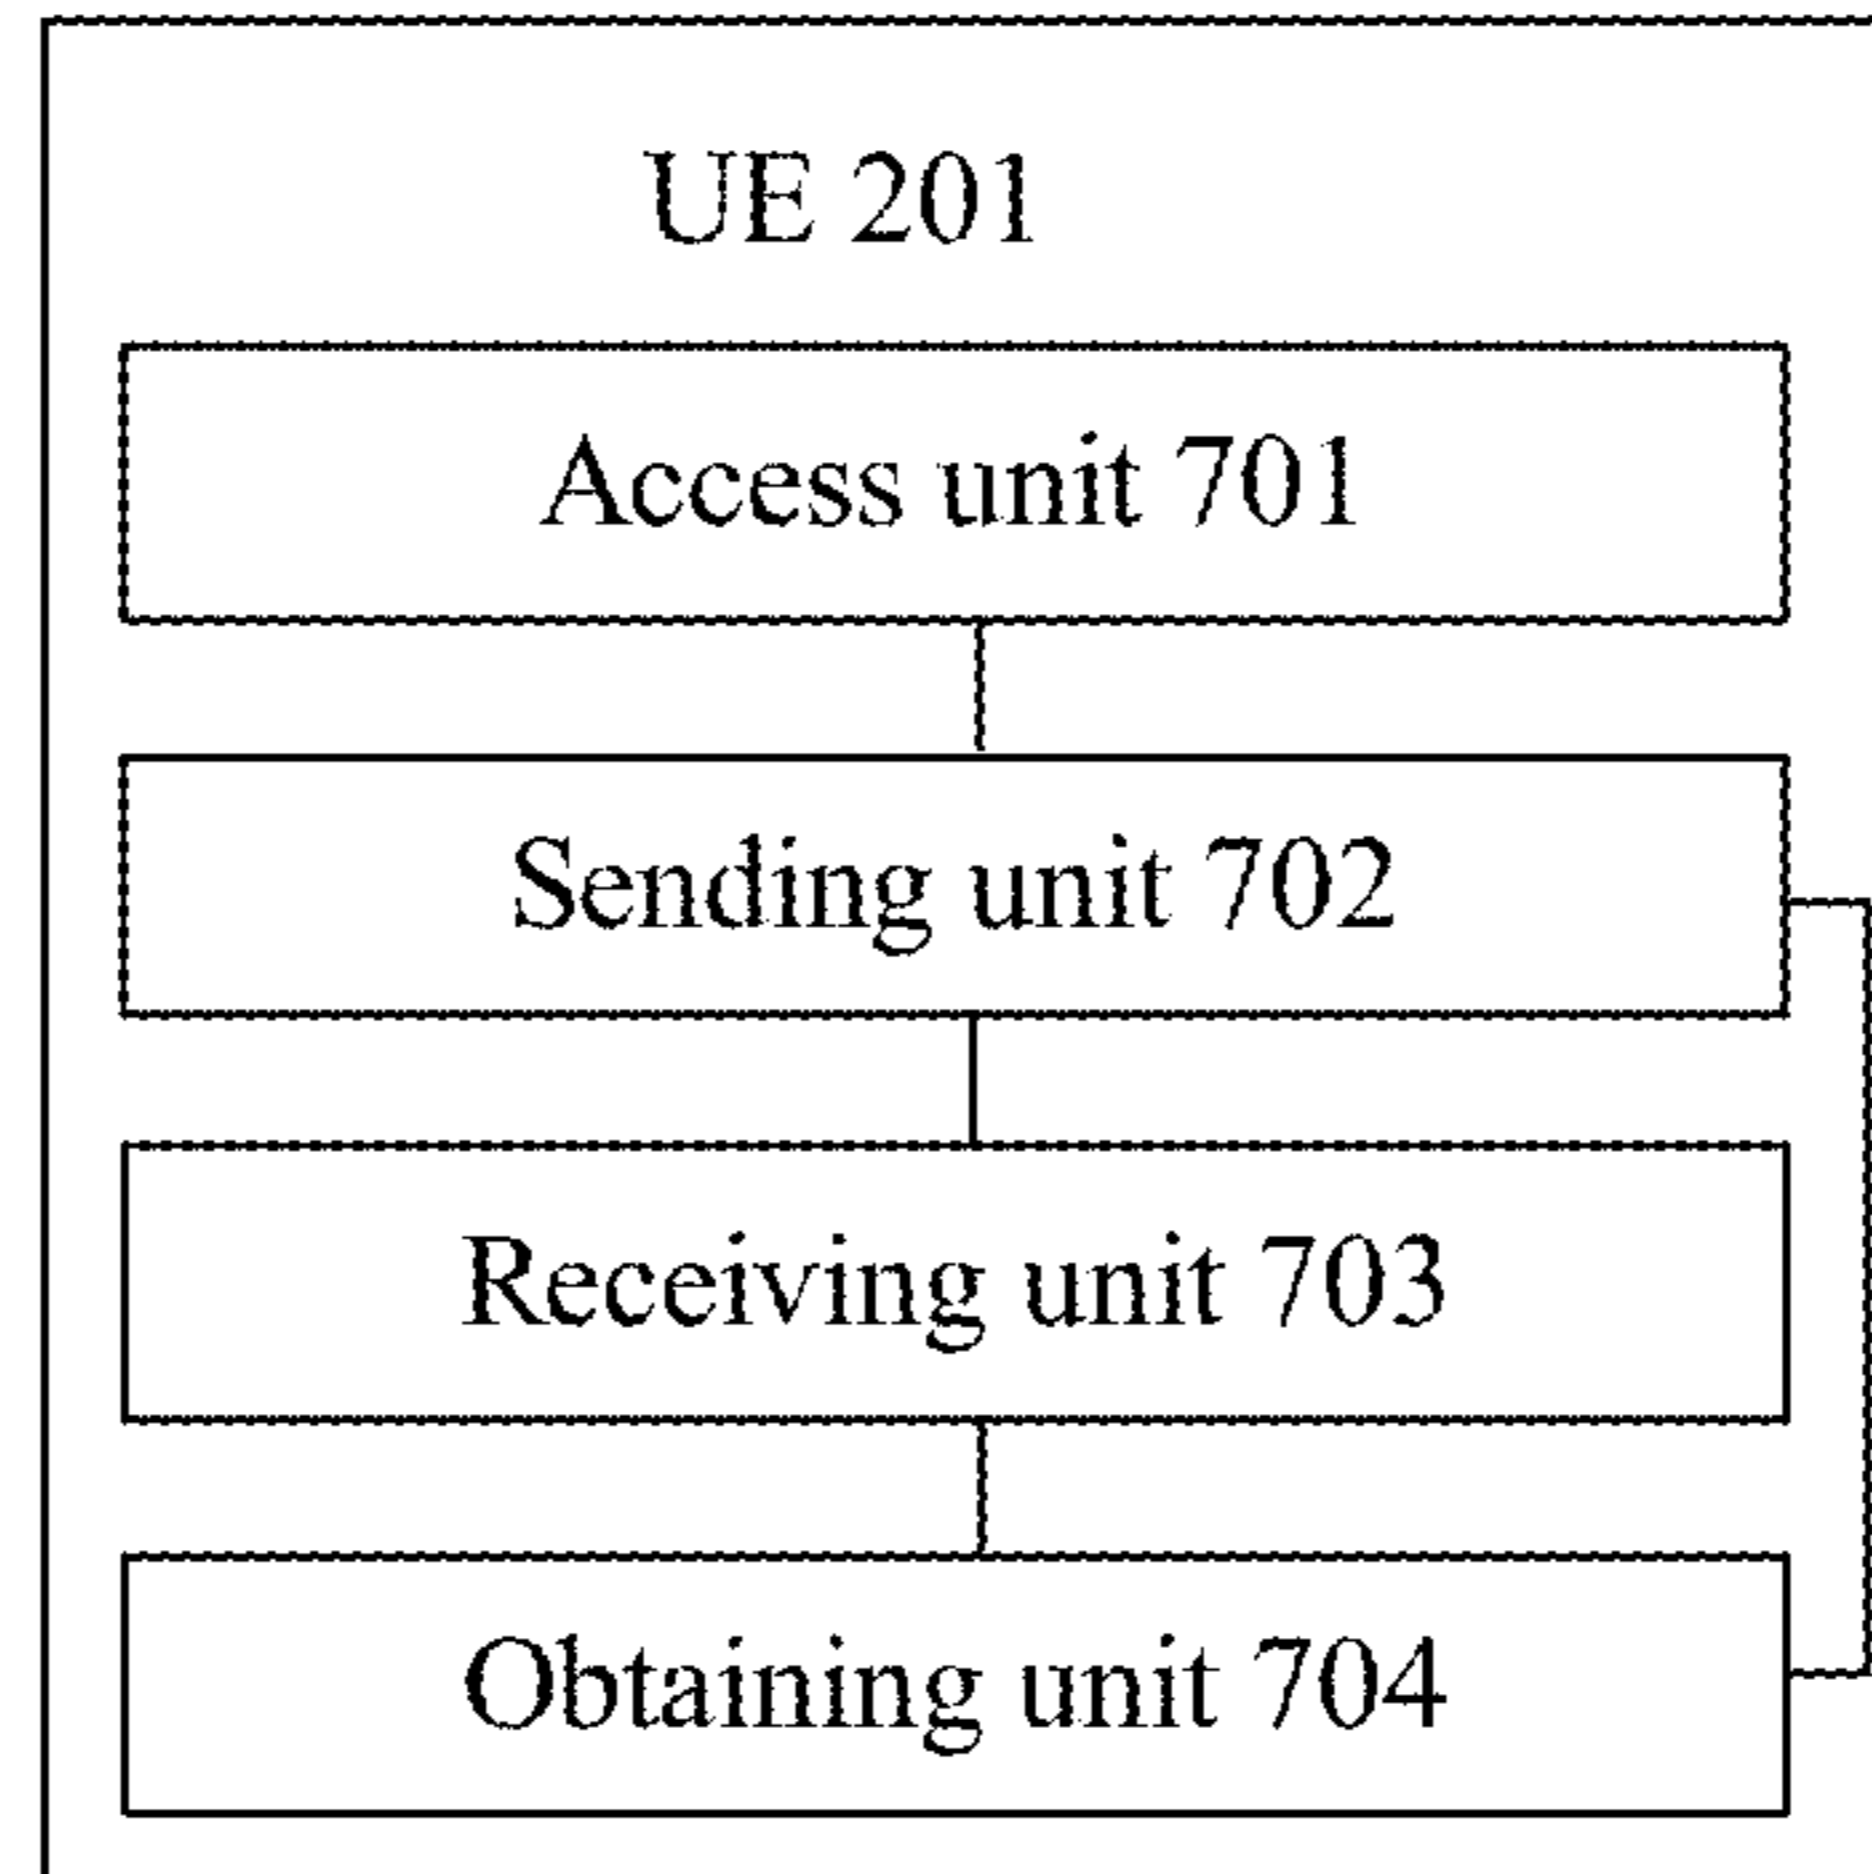 UE 201
Access unit 701
Sending unit 702
Receiving unit 703
Obtaining unit 704